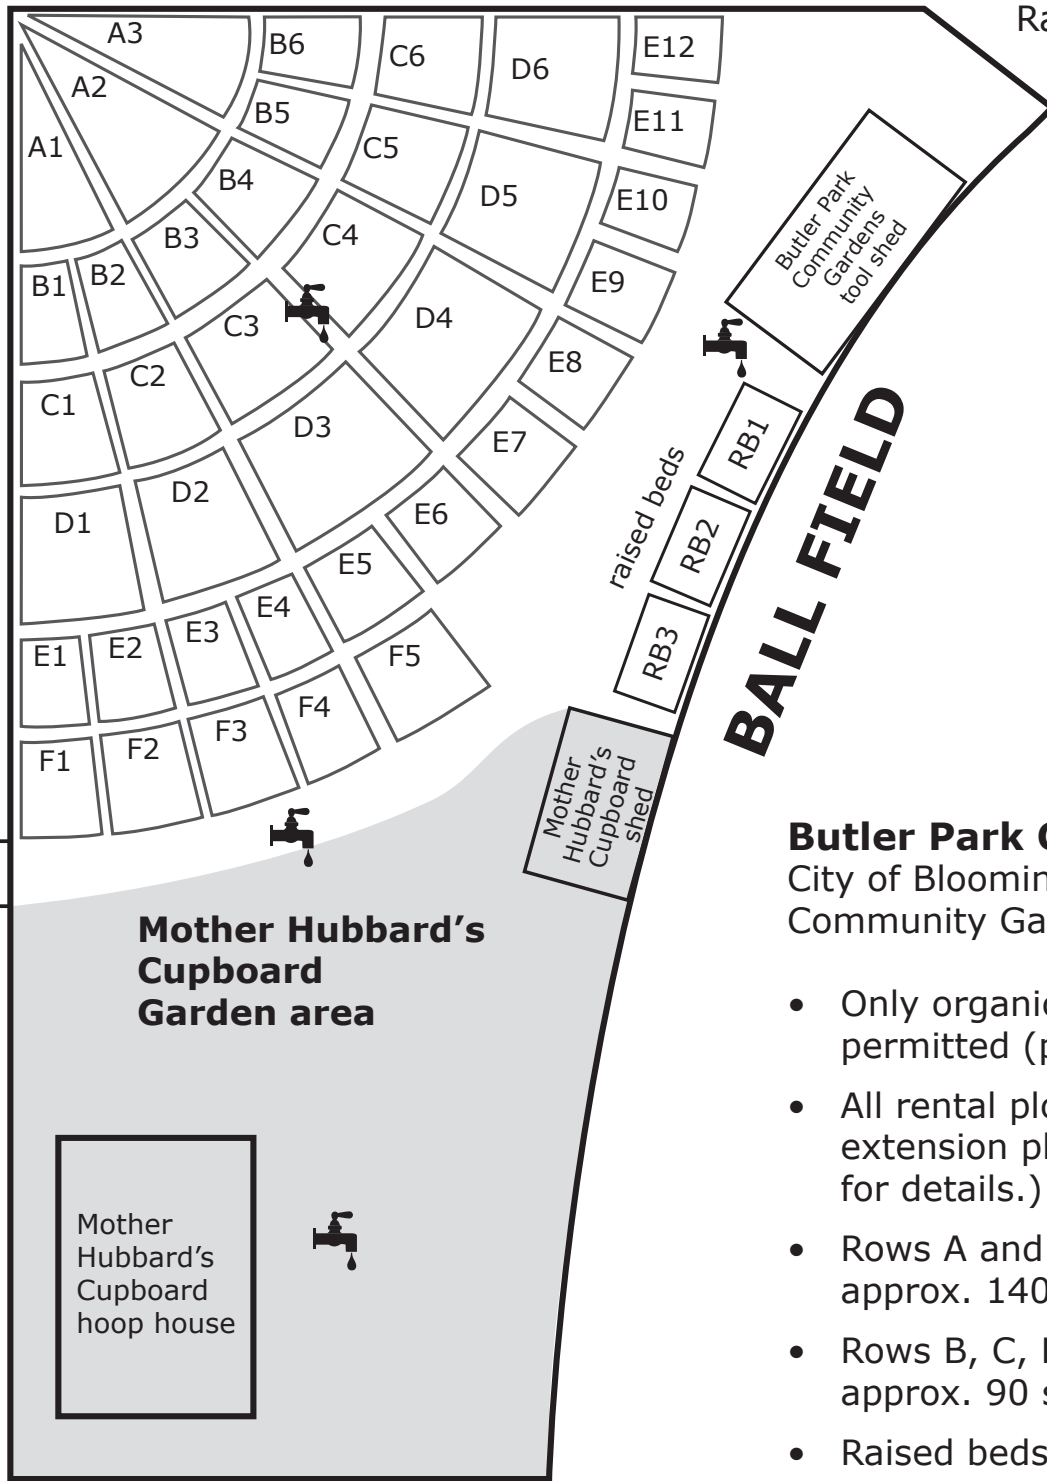 Ra
A3
B6
C6
D6
E12
A2
B5
C5
E11
A1
B4
C4
D5
E10
B3
B2
B1
C3
D4
E9
C2
C1
D3
E8
D2
D1
E7
E6
E5
E4
E3
E2
E1
F5
F4
F3
F2
F1
Butler Park
Community
Gardens
tool shed
raised beds
RB1
RB2
RB3
BALL FIELD
Mother
Hubbard's
Cupboard
shed
Mother Hubbard's
Cupboard
Garden area
Mother
Hubbard's
Cupboard
hoop house
Butler Park
City of Bloomin
Community Ga
• Only organic
permitted (p
• All rental plo
extension pl
for details.)
• Rows A and
approx. 140
• Rows B, C,
approx. 90 s
• Raised beds